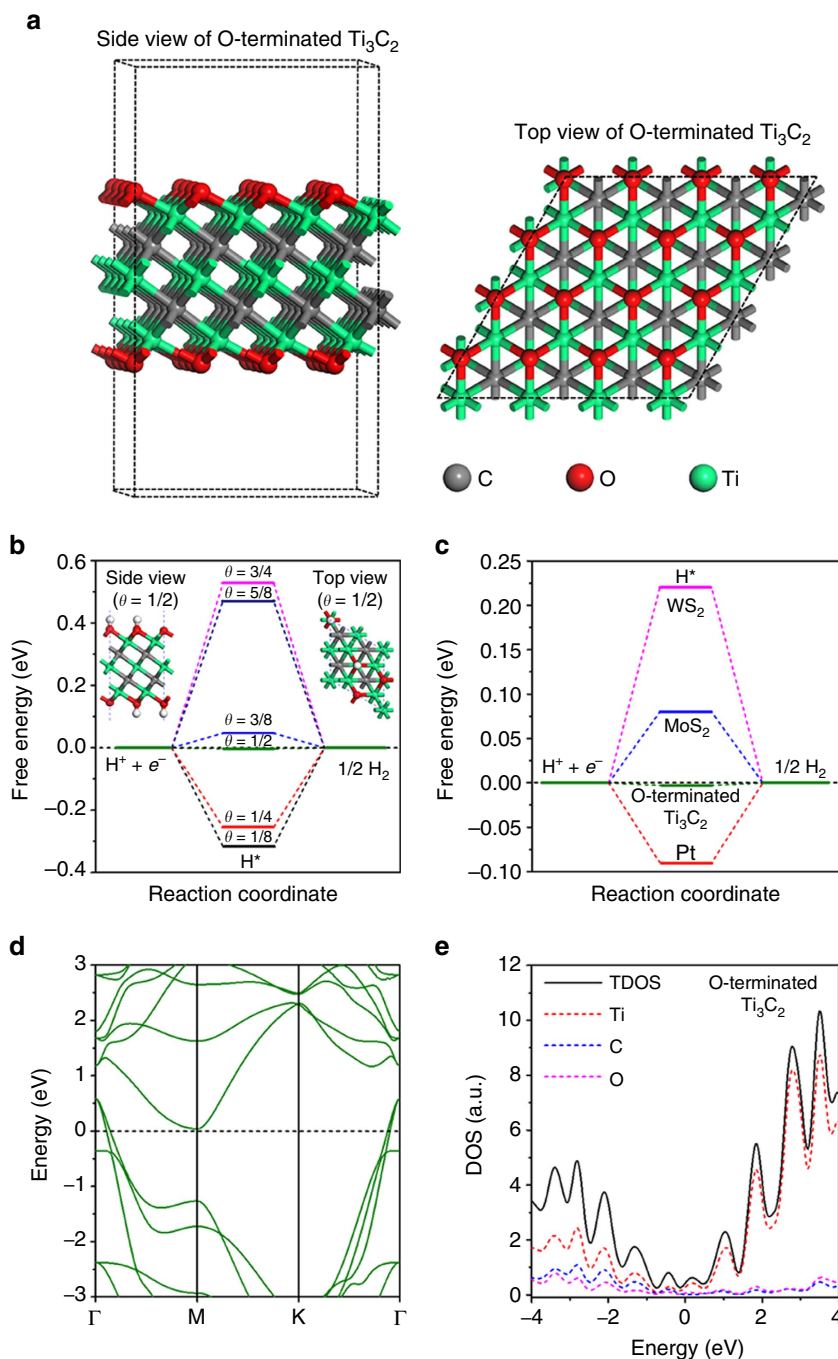 a
Side view of O-terminated Ti₃C₂
Top view of O-terminated Ti₃C₂
C
O
Ti
b
0.6
0.4
0.2
0.0
−0.2
−0.4
Free energy (eV)
Side view
(θ = 1/2)
Top view
(θ = 1/2)
θ = 3/4
θ = 5/8
θ = 3/8
θ = 1/2
θ = 1/4
θ = 1/8
H⁺ + e⁻
1/2 H₂
H*
Reaction coordinate
c
0.25
0.20
0.15
0.10
0.05
0.00
−0.05
−0.10
Free energy (eV)
H*
WS₂
MoS₂
H⁺ + e⁻
1/2 H₂
O-terminated
Ti₃C₂
Pt
Reaction coordinate
d
3
2
1
0
−1
−2
−3
Energy (eV)
Γ
M
K
Γ
e
12
10
8
6
4
2
0
DOS (a.u.)
TDOS
Ti
C
O
O-terminated
Ti₃C₂
−4
−2
0
2
4
Energy (eV)